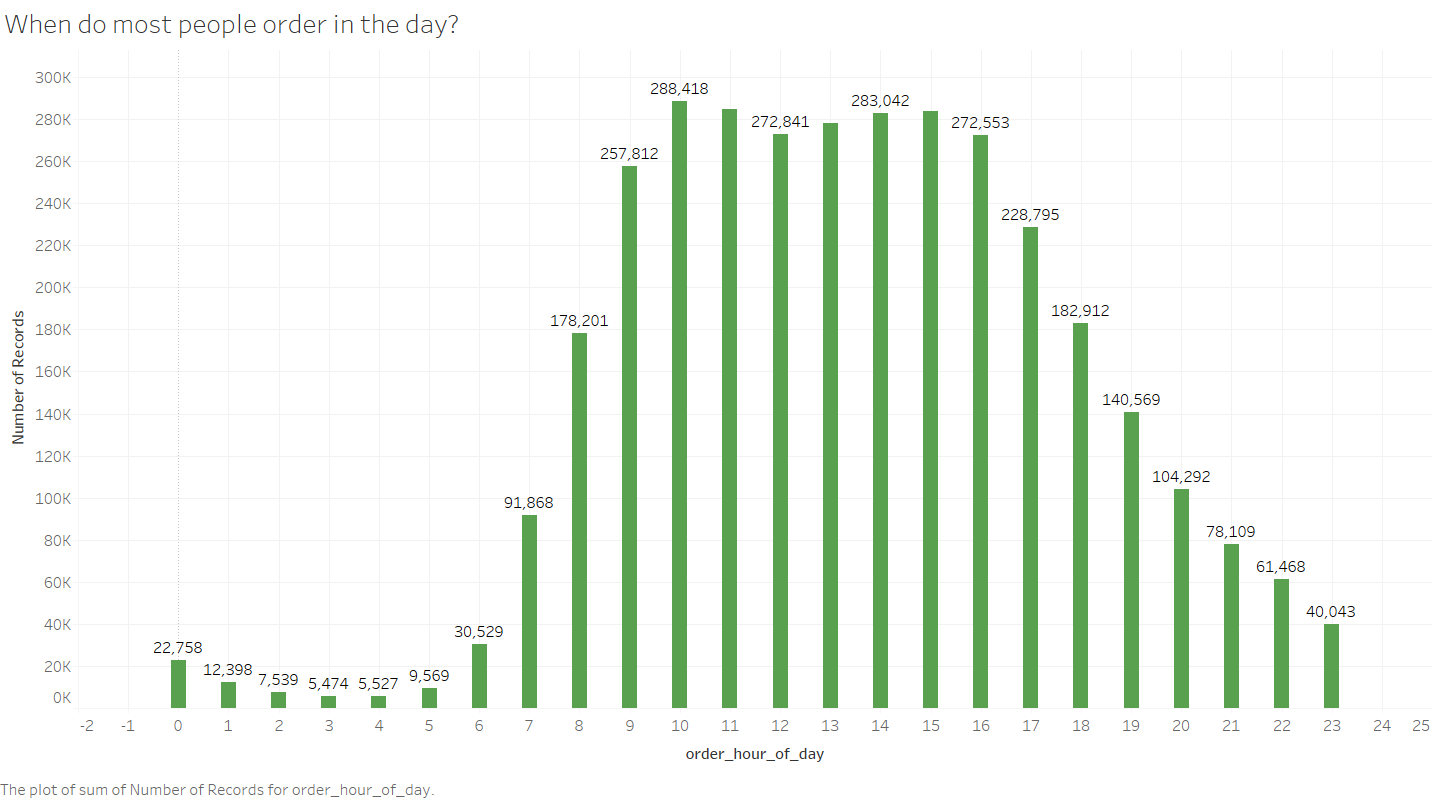 When do most people order in the day?
300K
280K
260K
240K
220K
200K
180K
160K
140K
120K
100K
80K
60K
40K
20K
0K
Number of Records
22,758
12,398
7,539
5,474
5,527
9,569
30,529
91,868
178,201
257,812
288,418
272,841
283,042
272,553
228,795
182,912
140,569
104,292
78,109
61,468
40,043
-2 -1 0 1 2 3 4 5 6 7 8 9 10 11 12 13 14 15 16 17 18 19 20 21 22 23 24 25
order_hour_of_day
The plot of sum of Number of Records for order_hour_of_day.